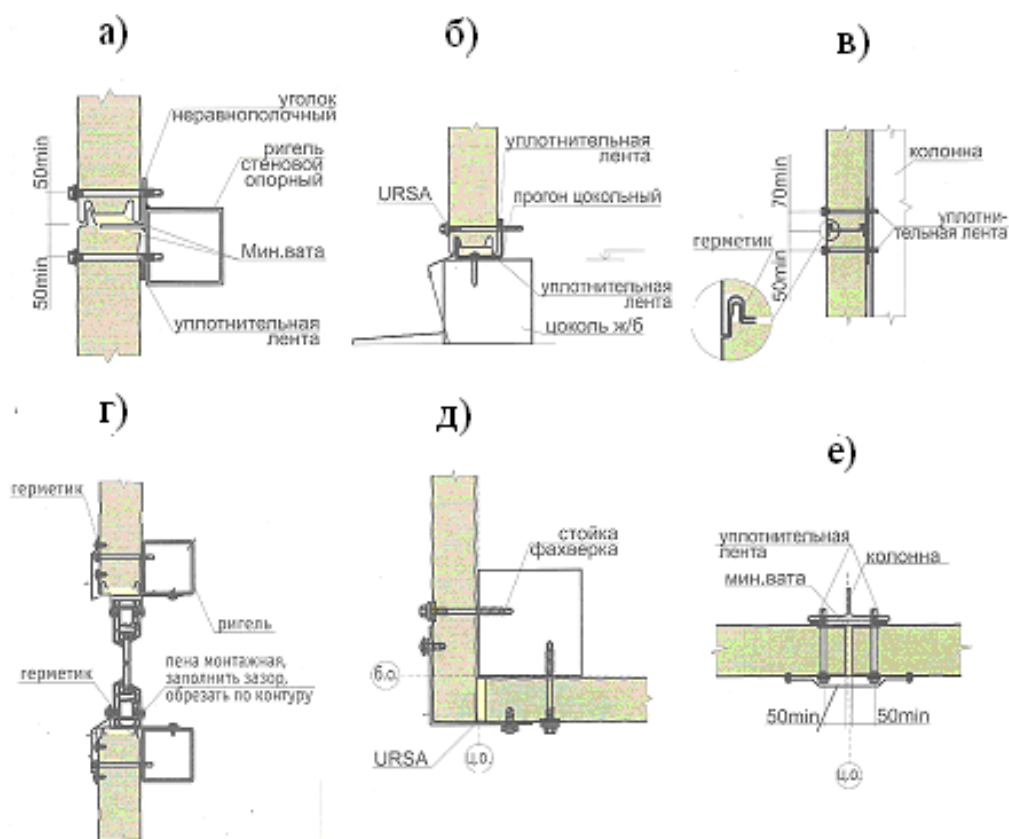 а)
уголок
неравнополочный
ригель
стеновой
опорный
50min
Мин.вата
50min
уплотнительная
лента
б)
уплотнительная
лента
URSA
прогон цокольный
уплотнительная
лента
цоколь ж/б
в)
колонна
70min
уплотни-
тельная лента
герметик
50min
г)
герметик
ригель
герметик
пена монтажная,
заполнить зазор,
обрезать по контуру
д)
стойка
фахверка
б.о.
URSA
ц.о.
е)
уплотнительная
лента
колонна
мин.вата
50min
50min
ц.о.